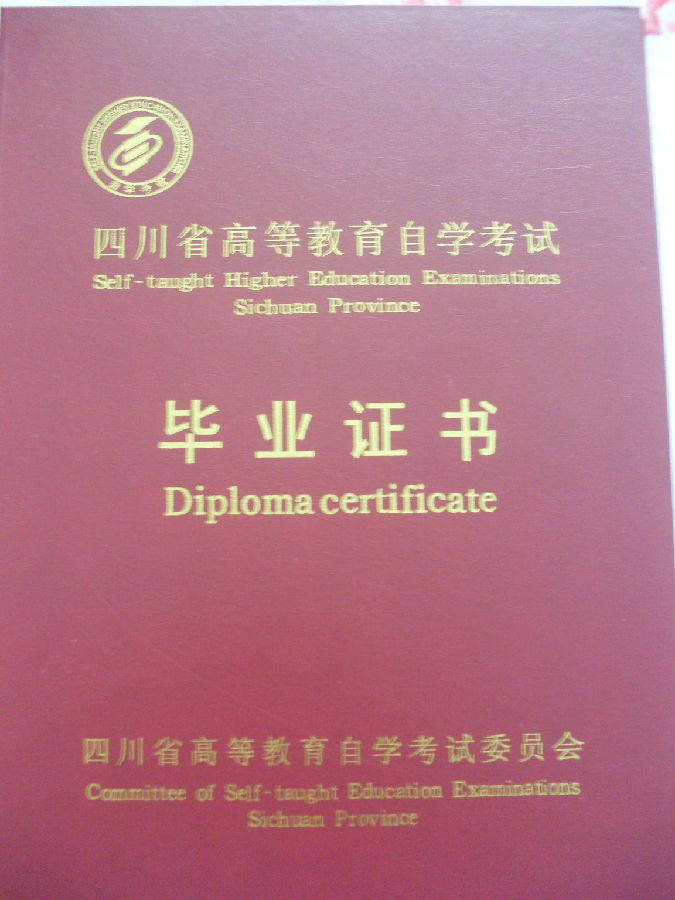 四川省高等教育自学考试
Self-taught Higher Education Examinations
Sichuan Province
毕业证书
Diploma certificate
四川省高等教育自学考试委员会
Committee of Self-taught Education Examinations
Sichuan Province